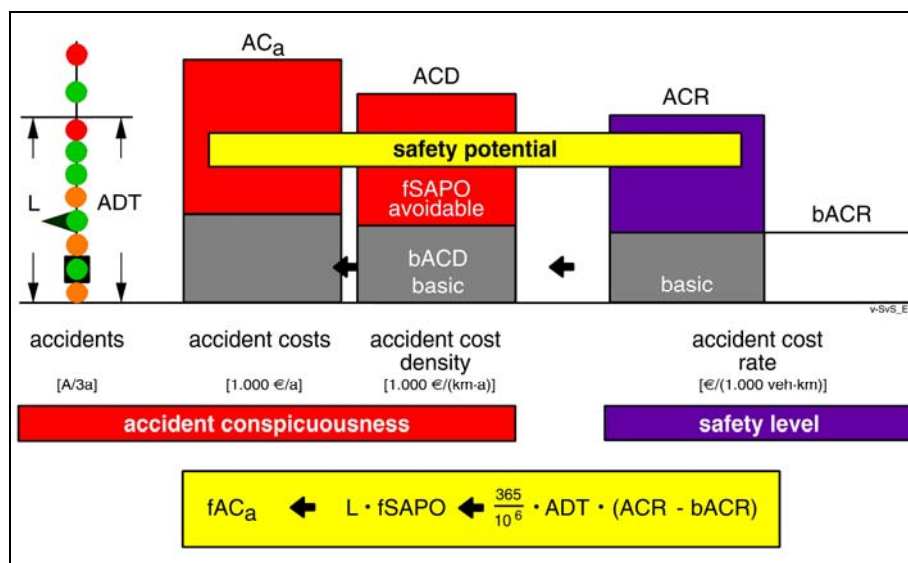 ACa
ACD
ACR
safety potential
L
ADT
fSAPO
avoidable
bACR
bACD
basic
basic
v-SvS_E
accidents
accident costs
accident cost
density
accident cost
rate
[A/3a]
[1.000 €/a]
[1.000 €/(km·a)]
[€/(1.000 veh·km)]
accident conspicuousness
safety level
fACa ← L · fSAPO ← 365/10^6 · ADT · (ACR - bACR)